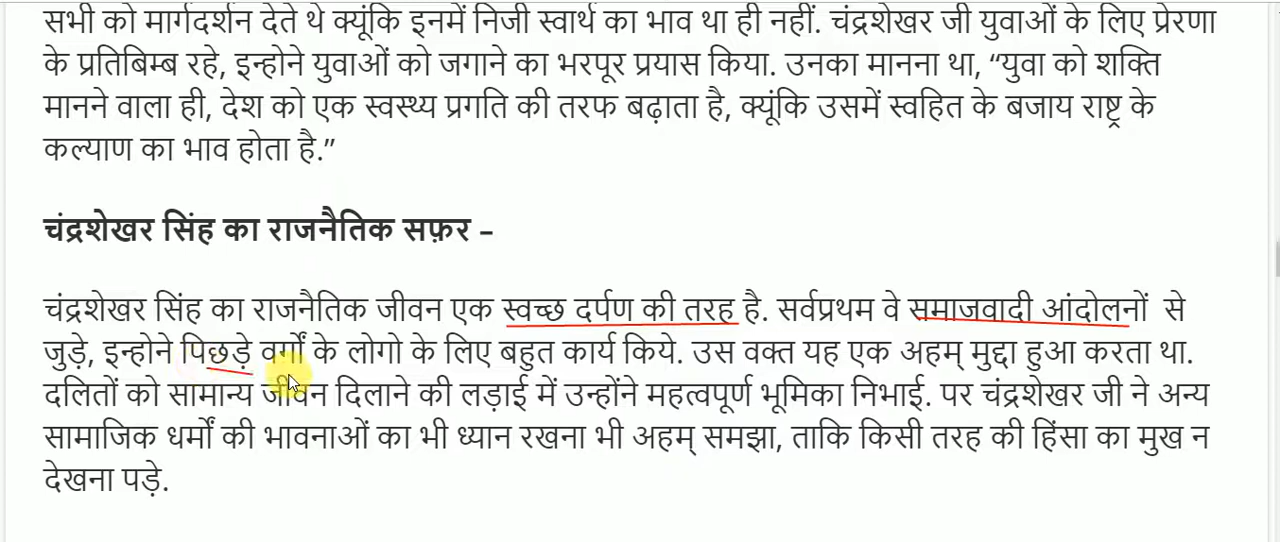 सभी को मार्गदर्शन देते थे क्यूंकि इनमें निजी स्वार्थ का भाव था ही नहीं. चंद्रशेखर जी युवाओं के लिए प्रेरणा
के प्रतिबिम्ब रहे, इन्होने युवाओं को जगाने का भरपूर प्रयास किया. उनका मानना था, “युवा को शक्ति
मानने वाला ही, देश को एक स्वस्थ्य प्रगति की तरफ बढ़ाता है, क्यूंकि उसमें स्वहित के बजाय राष्ट्र के
कल्याण का भाव होता है.”
चंद्रशेखर सिंह का राजनैतिक सफ़र –
चंद्रशेखर सिंह का राजनैतिक जीवन एक स्वच्छ दर्पण की तरह है. सर्वप्रथम वे समाजवादी आंदोलनों से
जुड़े, इन्होने पिछड़े वर्गों के लोगो के लिए बहुत कार्य किये. उस वक्त यह एक अहम् मुद्दा हुआ करता था.
दलितों को सामान्य जीवन दिलाने की लड़ाई में उन्होंने महत्वपूर्ण भूमिका निभाई. पर चंद्रशेखर जी ने अन्य
सामाजिक धर्मों की भावनाओं का भी ध्यान रखना भी अहम् समझा, ताकि किसी तरह की हिंसा का मुख न
देखना पड़े.